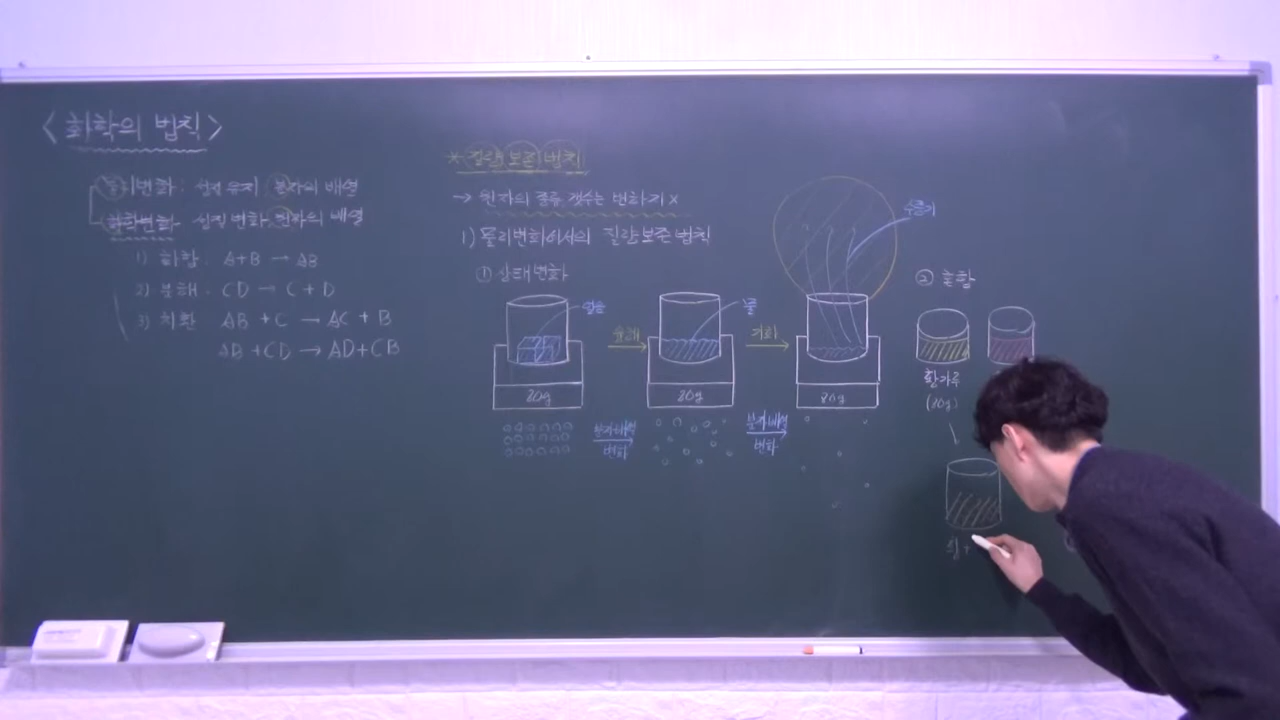 <화학의 법칙>
물리변화 : 성질유지 분자의 배열
화학변화 성질변화 원자의 배열
1) 화합 : A+B → AB
2) 분해 : CD → C + D
3) 치환 AB + C → AC + B
AB + CD → AD + CB
* 질량 보존 법칙
→ 원자의 종류, 갯수는 변하기 x
1) 물리변화에서의 질량보존 법칙
① 상태변화
얼음
융해
물
기화
수증기
80g
80g
80g
분자배열
변화
분자배열
변화
② 혼합
황가루
(80g)
황 +